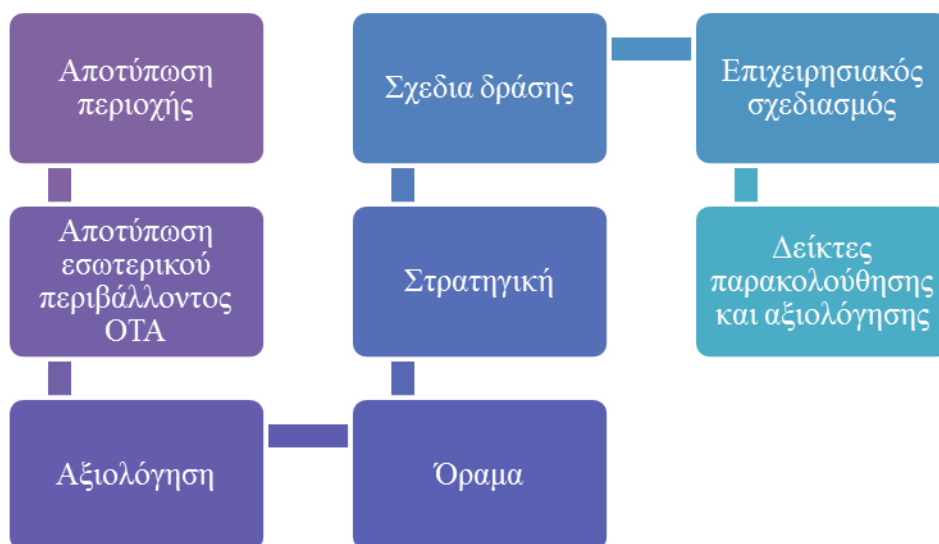 Αποτύπωση
περιοχής
Αποτύπωση
εσωτερικού
περιβάλλοντος
ΟΤΑ
Αξιολόγηση
Όραμα
Στρατηγική
Σχεδια δράσης
Επιχειρησιακός
σχεδιασμός
Δείκτες
παρακολούθησης
και αξιολόγησης